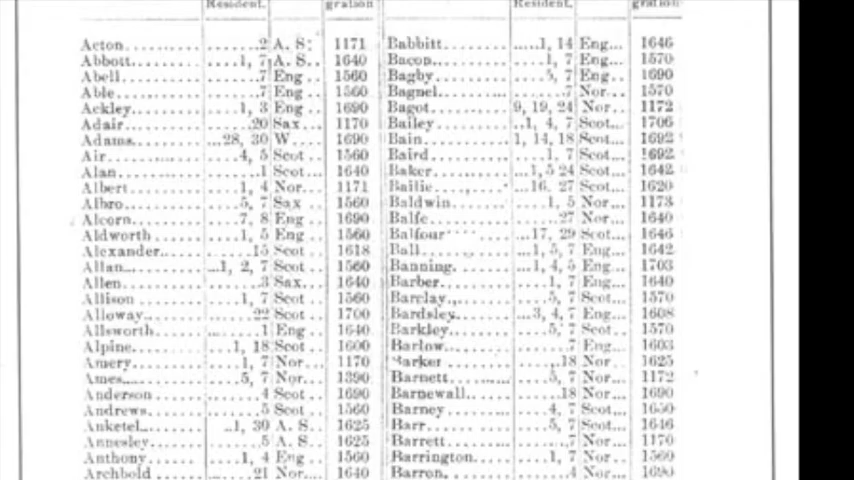 Resident. gration Resident. gration
Acton 2 A. S. 1171
Abbott 1, 7 A. S. 1640
Abell 7 Eng 1560
Able 7 Eng 1560
Ackley 1, 3 Eng 1690
Adair 20 Sax 1170
Adams 28, 30 W. 1690
Air 4, 5 Scot 1560
Alan 1 Scot 1640
Albert 1, 4 Nor. 1171
Albro 5, 7 Sax 1560
Alcorn 7, 8 Eng 1690
Aldworth 1, 5 Eng 1560
Alexander 15 Scot 1618
Allan 1, 2, 7 Scot 1560
Allen 3 Sax. 1640
Allison 1, 7 Scot 1560
Alloway 22 Scot 1700
Allsworth 1 Eng 1640
Alpine 1, 18 Scot 1600
Amery 1, 7 Nor. 1170
Ames 5, 7 Nor. 1390
Anderson 4 Scot 1690
Andrews 5 Scot 1560
Anketel 1, 30 A. S. 1625
Annesley 5 A. S. 1625
Anthony 1, 4 Eng 1560
Archbold 21 Nor. 1640
Babbitt 1, 14 Eng. 1646
Bacon 1, 7 Eng. 1570
Bagby 5, 7 Eng. 1690
Bagnel 7 Nor. 1570
Bagot 9, 19, 24 Nor. 1172
Bailey 1, 4, 7 Scot. 1706
Bain 1, 14, 18 Scot. 1692
Baird 1, 7 Scot. 1692
Baker 1, 5 24 Scot. 1642
Bailie 16, 27 Scot. 1620
Baldwin 1, 5 Nor. 1173
Balfe 27 Nor. 1640
Balfour 17, 29 Scot. 1646
Ball 1, 5, 7 Eng. 1642
Banning 1, 4, 5 Eng. 1703
Barber 1, 7 Eng. 1640
Barclay 5, 7 Scot. 1570
Bardsley 3, 4, 7 Eng. 1608
Barkley 5, 7 Scot. 1570
Barlow 7 Eng. 1603
Barker 18 Nor. 1625
Barnett 5, 7 Nor. 1172
Barnewall 18 Nor. 1690
Barney 4, 7 Scot. 1650
Barr 5, 7 Scot. 1646
Barrett 7 Nor. 1170
Barrington 1, 7 Nor. 1560
Barron 4 Nor. 1690